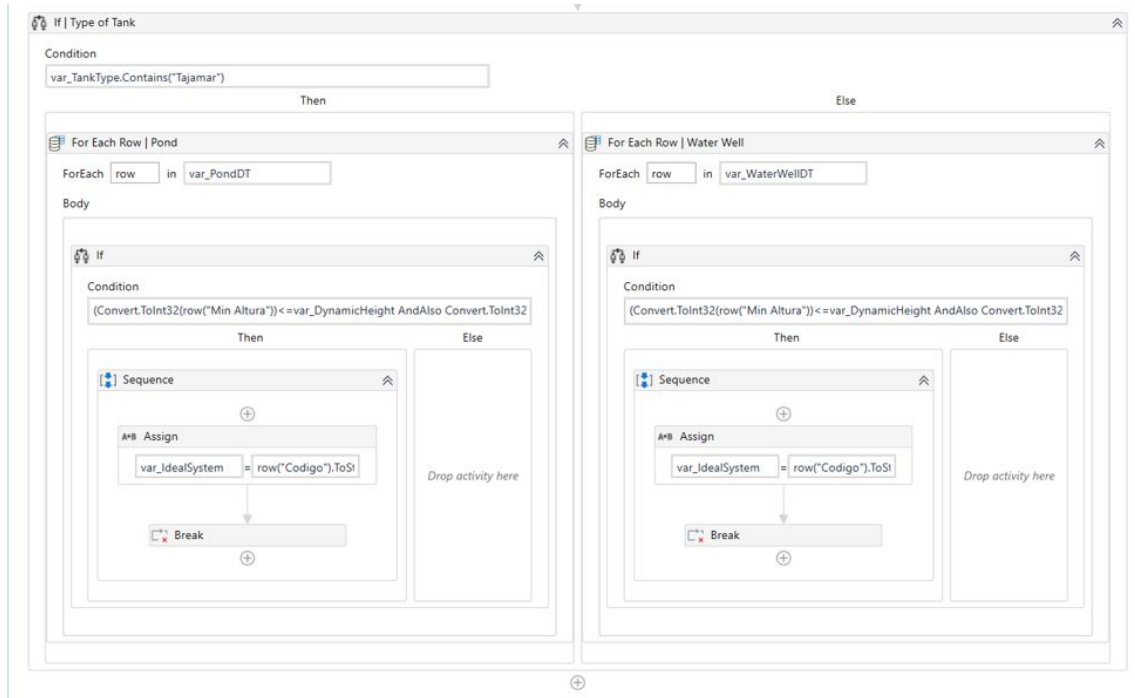 If | Type of Tank
Condition
var_TankType.Contains("Tajamar")
Then
Else
For Each Row | Pond
ForEach row in var_PondDT
Body
If
Condition
(Convert.ToInt32(row("Min Altura"))<=var_DynamicHeight AndAlso Convert.ToInt32
Then
Else
Sequence
A*B Assign
var_IdealSystem = row("Codigo").ToSt
Drop activity here
Break
For Each Row | Water Well
ForEach row in var_WaterWellDT
Body
If
Condition
(Convert.ToInt32(row("Min Altura"))<=var_DynamicHeight AndAlso Convert.ToInt32
Then
Else
Sequence
A*B Assign
var_IdealSystem = row("Codigo").ToSt
Drop activity here
Break